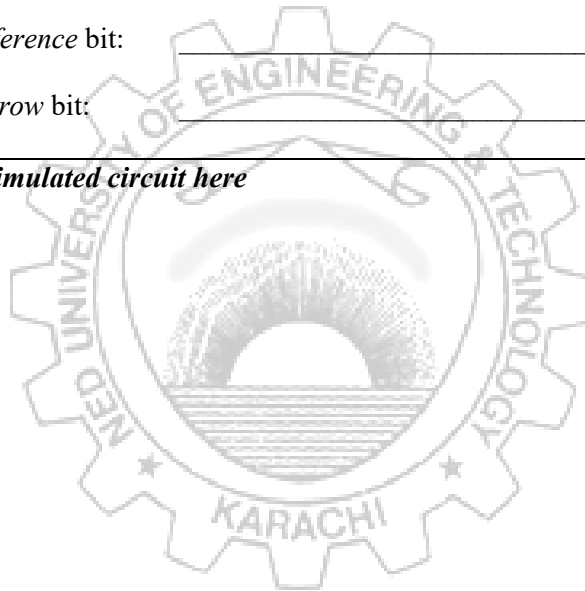 ference bit:
row bit:
imulated circuit here
NED UNIVERSITY OF ENGINEERING & TECHNOLOGY
KARACHI